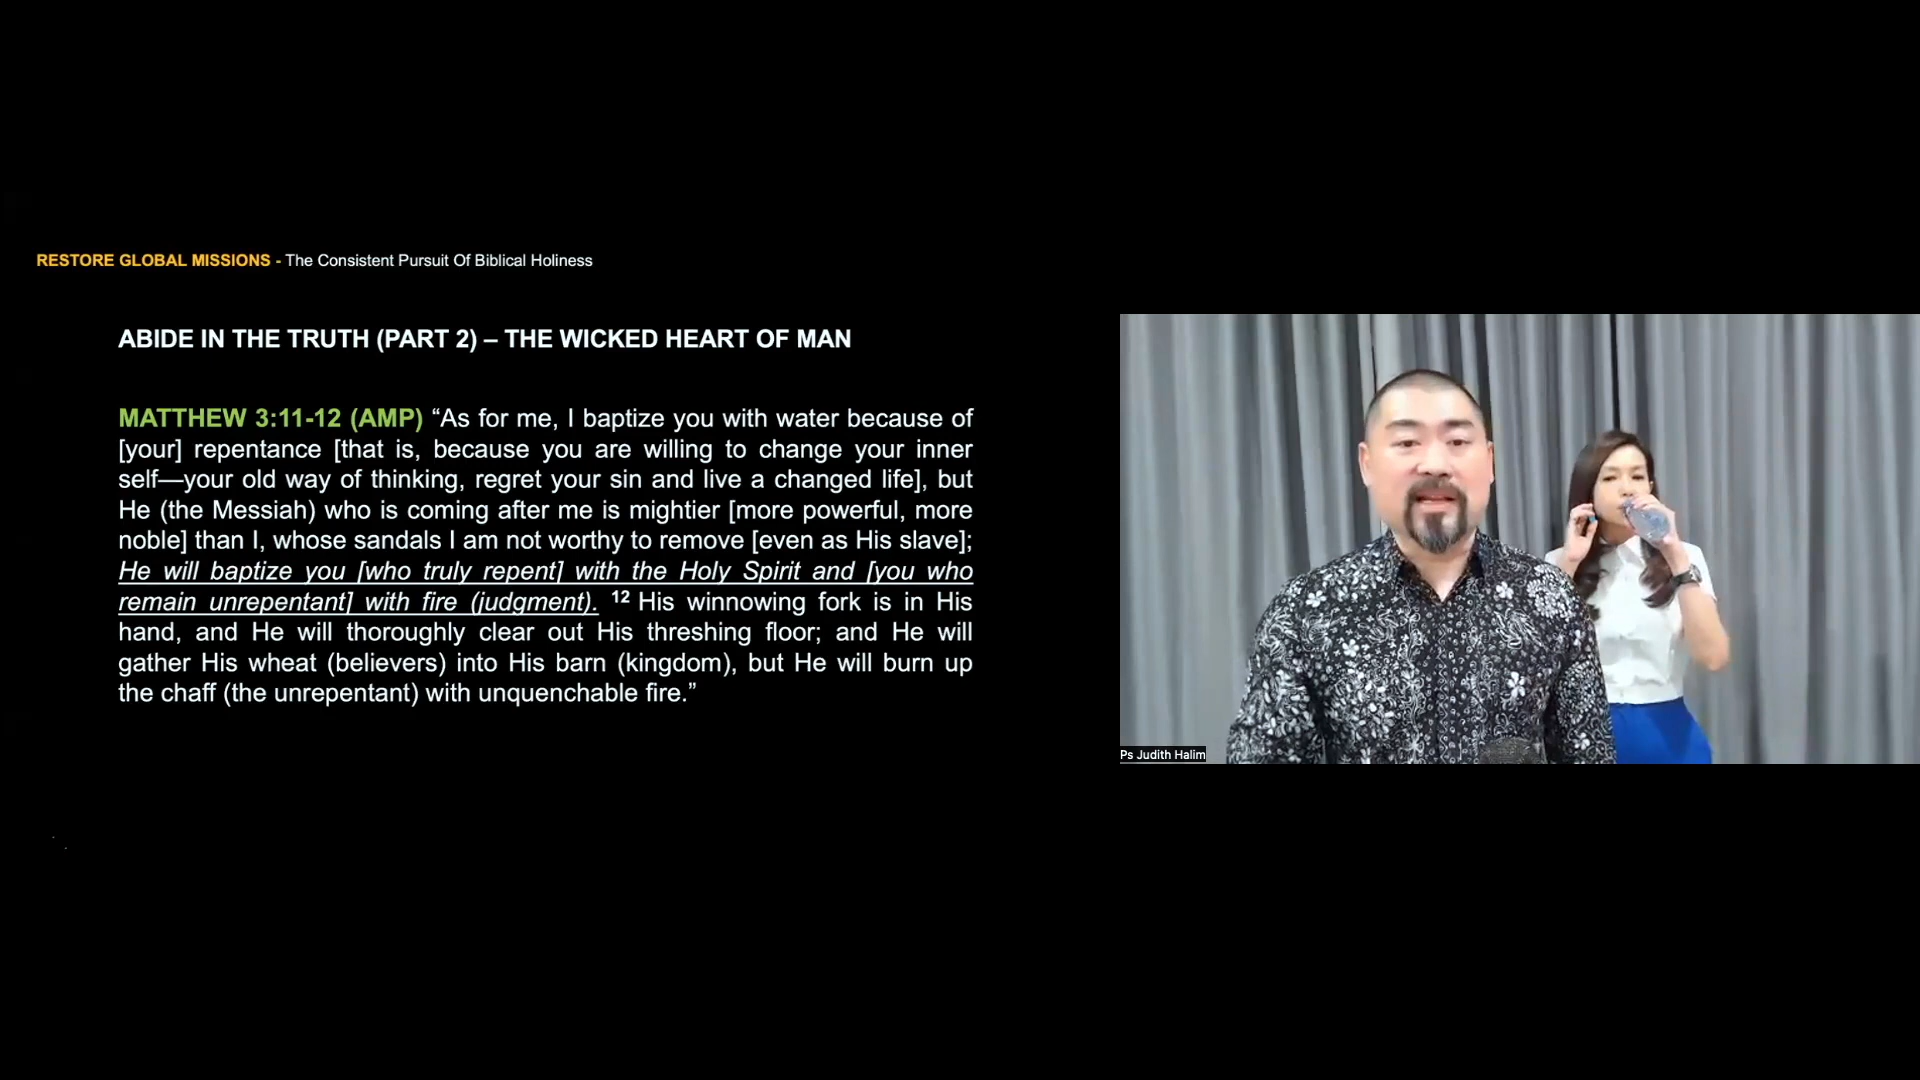 RESTORE GLOBAL MISSIONS - The Consistent Pursuit Of Biblical Holiness
ABIDE IN THE TRUTH (PART 2) – THE WICKED HEART OF MAN
MATTHEW 3:11-12 (AMP) “As for me, I baptize you with water because of
[your] repentance [that is, because you are willing to change your inner
self—your old way of thinking, regret your sin and live a changed life], but
He (the Messiah) who is coming after me is mightier [more powerful, more
noble] than I, whose sandals I am not worthy to remove [even as His slave];
He will baptize you [who truly repent] with the Holy Spirit and [you who
remain unrepentant] with fire (judgment). 12 His winnowing fork is in His
hand, and He will thoroughly clear out His threshing floor; and He will
gather His wheat (believers) into His barn (kingdom), but He will burn up
the chaff (the unrepentant) with unquenchable fire.”
Ps Judith Halim